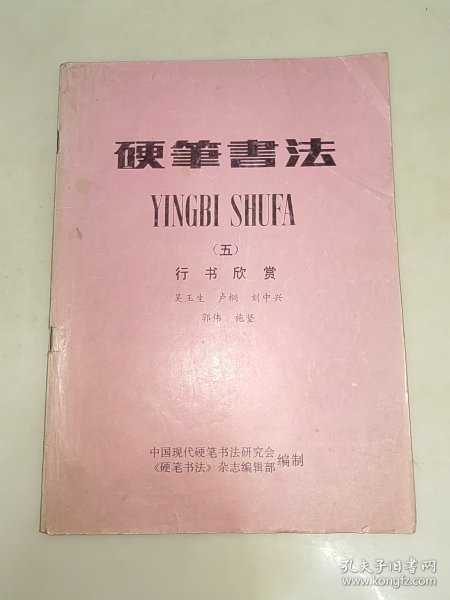 硬筆書法
YINGBI SHUFA
（五）
行书欣赏
吴玉生 卢桐 刘中兴
郭伟 施坚
中国现代硬笔书法研究会
《硬笔书法》杂志编辑部 编制
孔夫子旧书网
www.kongfz.com